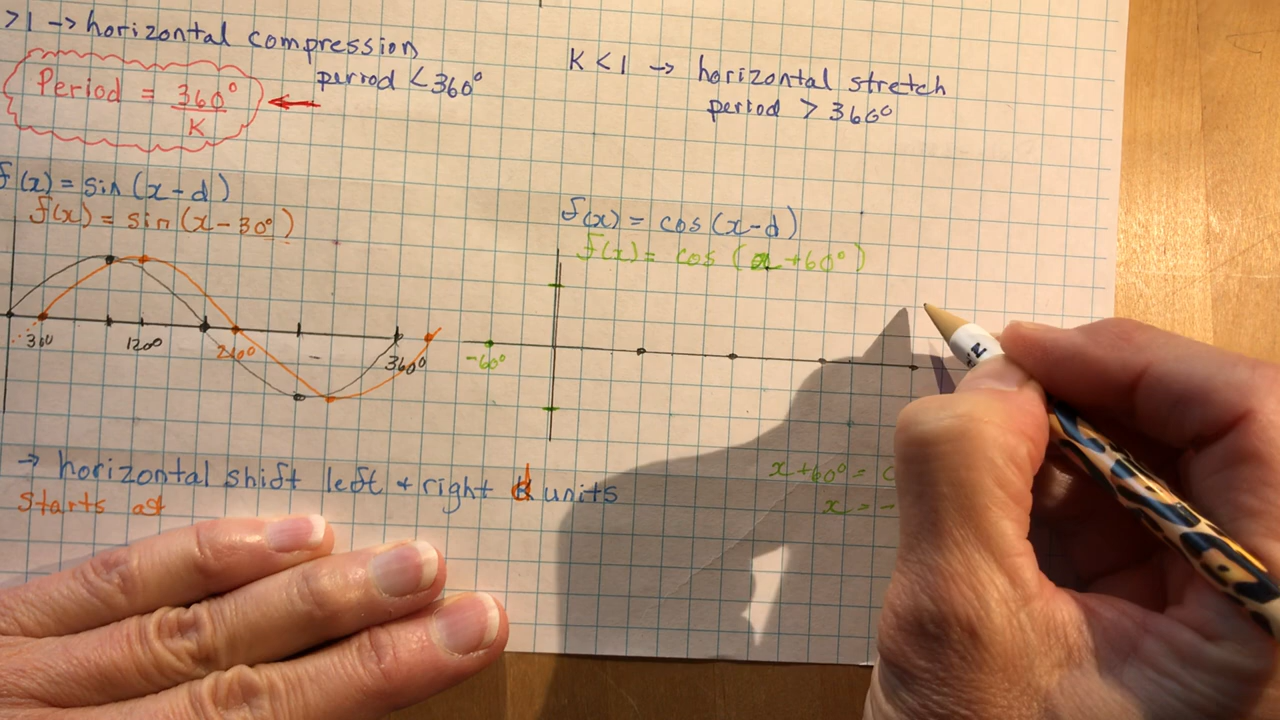 >1 → horizontal compression
period < 360°
Period = 360°
K
K < 1 → horizontal stretch
period > 360°
f(x) = sin(x-d)
f(x) = sin(x-30°)
f(x) = cos(x-d)
f(x) = cos( +60°)
30° 120° 210° 360°
-60°
→ horizontal shift left + right d units
starts at
x+60° =
x = -